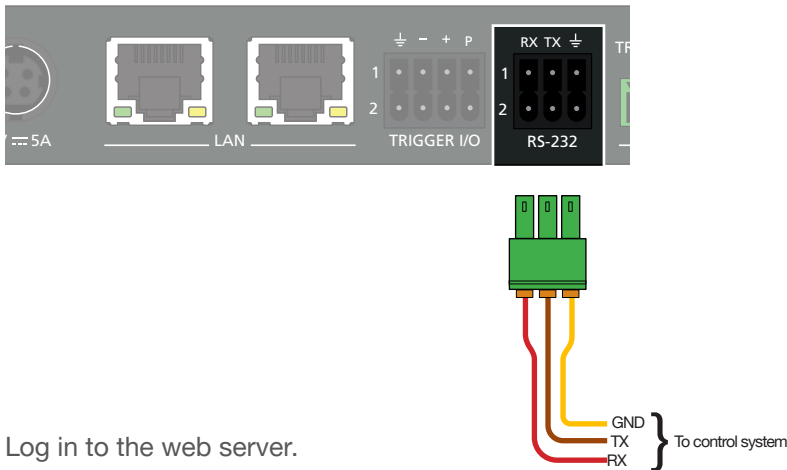 ⏚ − + P
RX TX ⏚
TR
1
1
2
2
⎓ 5A
LAN
TRIGGER I/O
RS-232
GND
TX
RX
To control system
Log in to the web server.